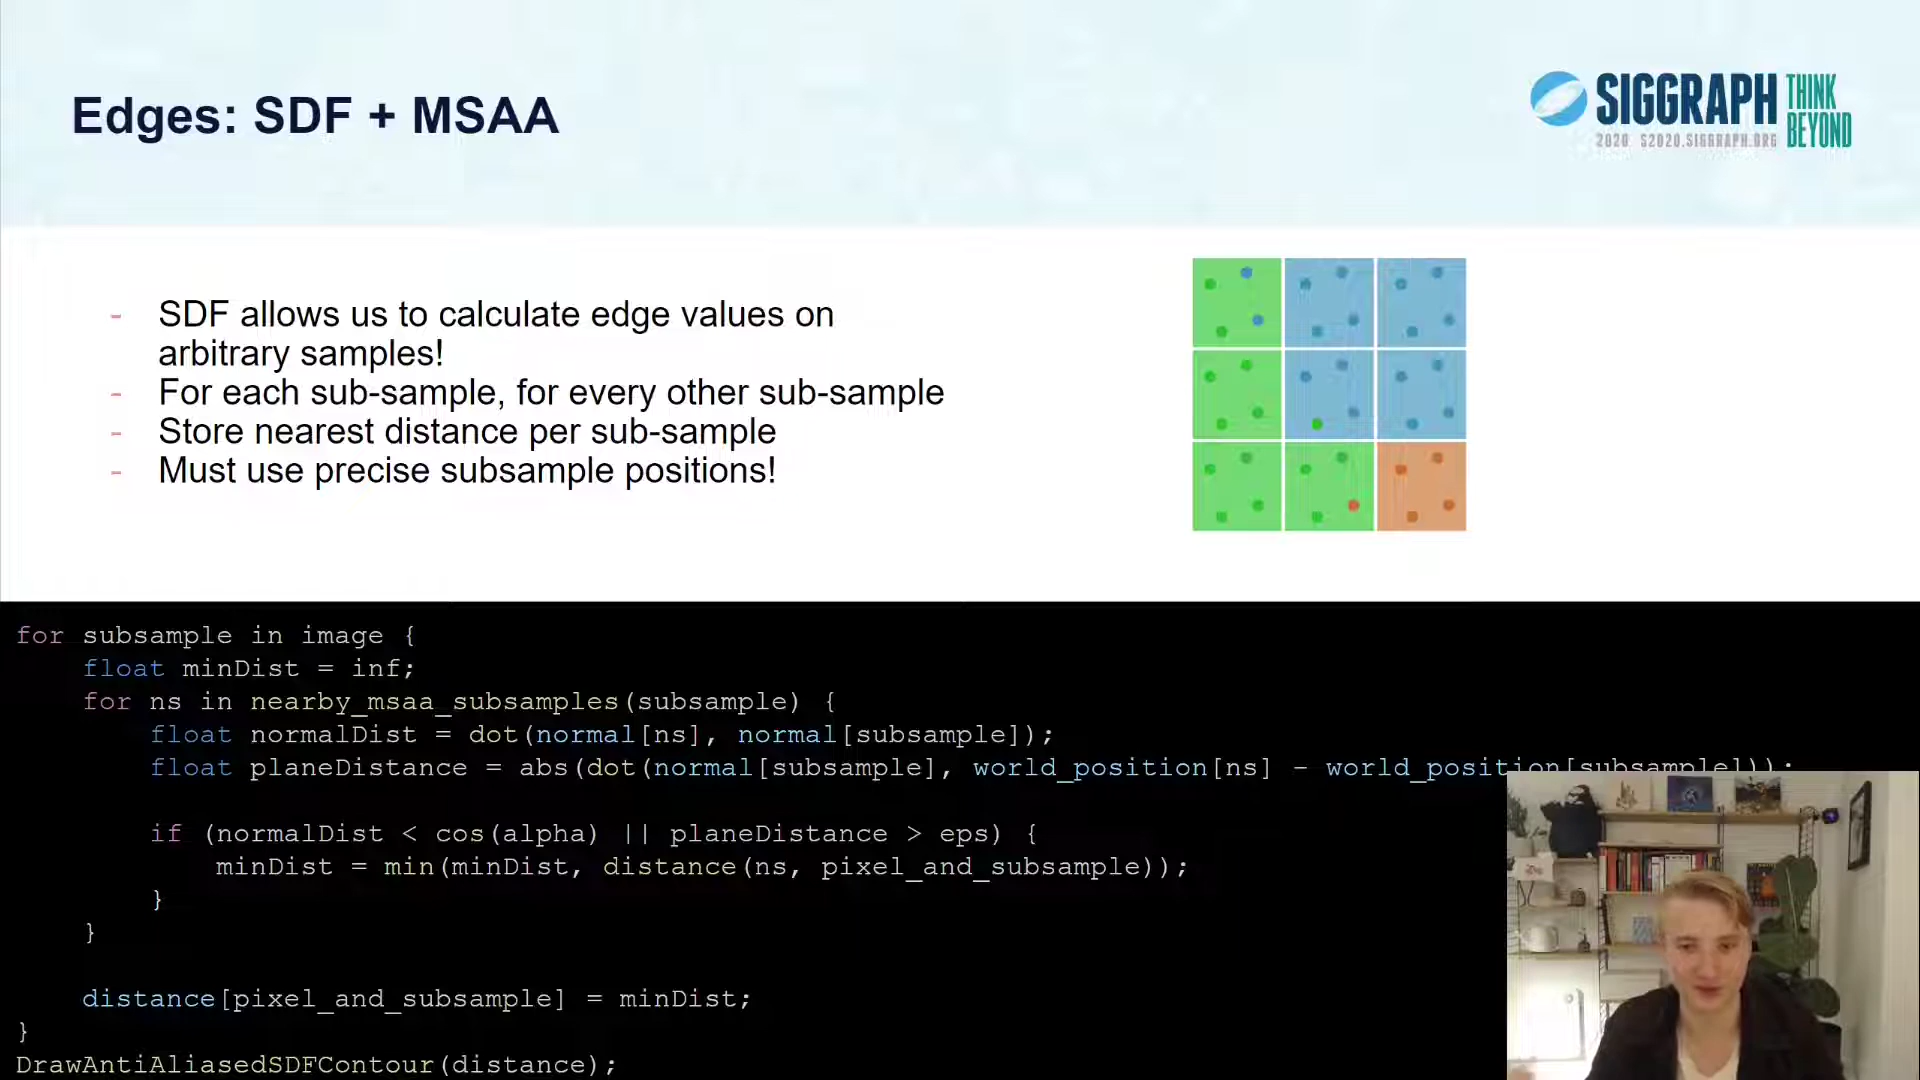 Edges: SDF + MSAA
SIGGRAPH THINK
BEYOND
2020 S2020.SIGGRAPH.ORG
- SDF allows us to calculate edge values on
arbitrary samples!
- For each sub-sample, for every other sub-sample
- Store nearest distance per sub-sample
- Must use precise subsample positions!
for subsample in image {
float minDist = inf;
for ns in nearby_msaa_subsamples(subsample) {
float normalDist = dot(normal[ns], normal[subsample]);
float planeDistance = abs(dot(normal[subsample], world_position[ns] - world_position[subsample]));
if (normalDist < cos(alpha) || planeDistance > eps) {
minDist = min(minDist, distance(ns, pixel_and_subsample));
}
}
distance[pixel_and_subsample] = minDist;
}
DrawAntiAliasedSDFContour(distance);